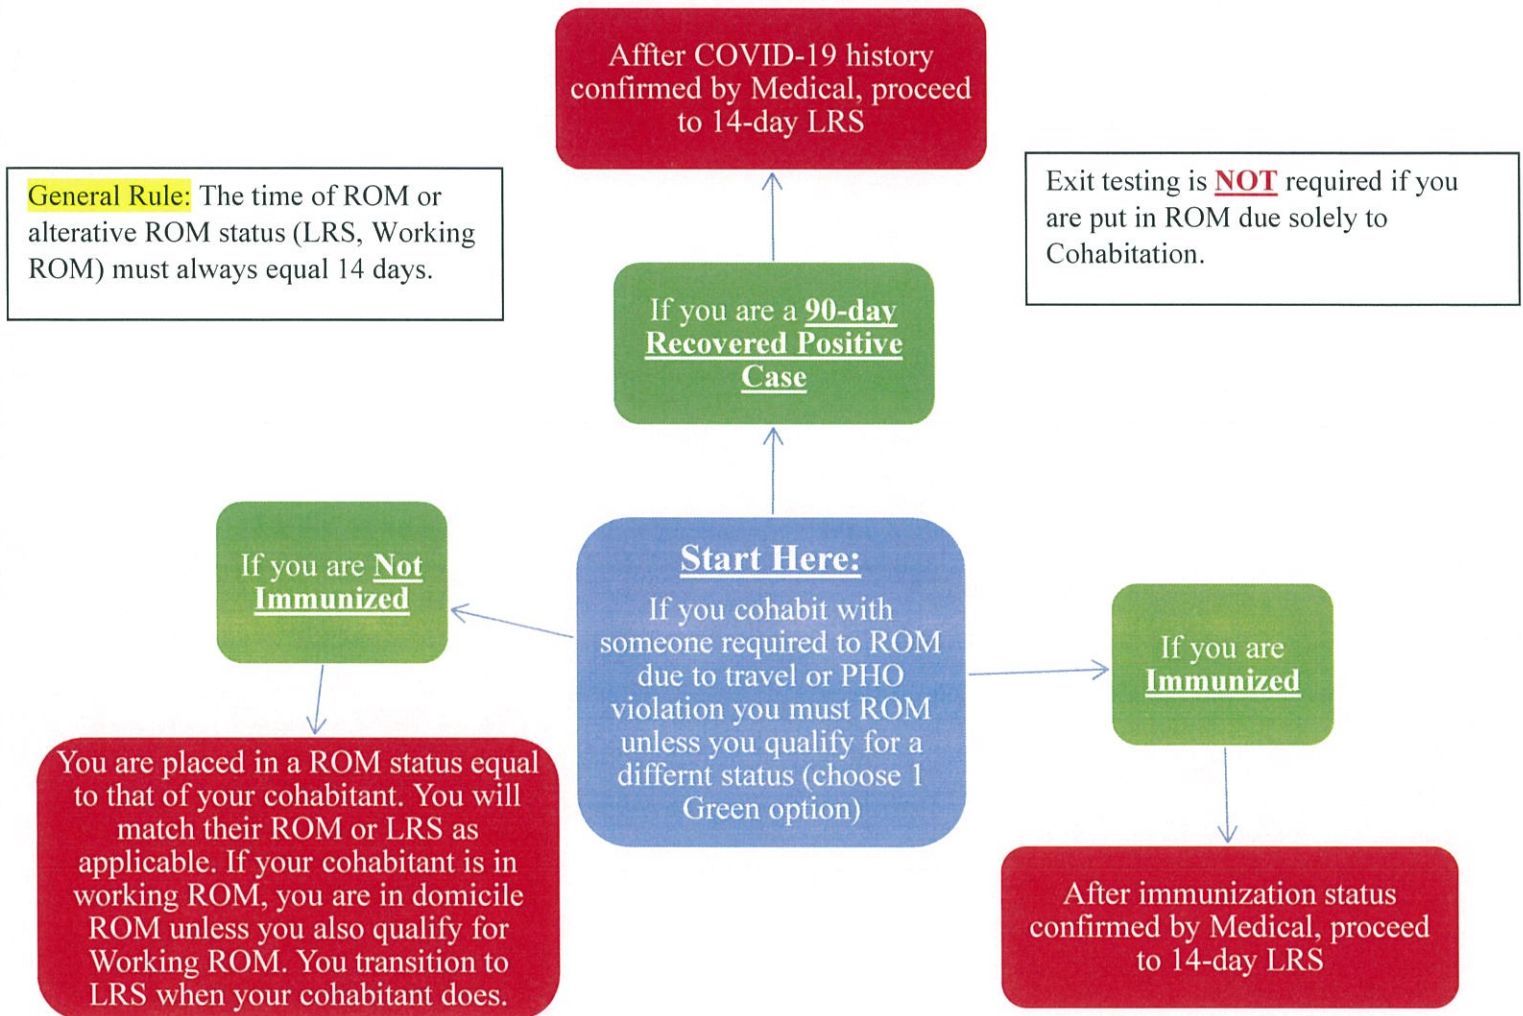 Affter COVID-19 history
confirmed by Medical, proceed
to 14-day LRS
General Rule: The time of ROM or
alterative ROM status (LRS, Working
ROM) must always equal 14 days.
Exit testing is NOT required if you
are put in ROM due solely to
Cohabitation.
If you are a 90-day
Recovered Positive
Case
If you are Not
Immunized
Start Here:
If you cohabit with
someone required to ROM
due to travel or PHO
violation you must ROM
unless you qualify for a
differnt status (choose 1
Green option)
If you are
Immunized
You are placed in a ROM status equal
to that of your cohabitant. You will
match their ROM or LRS as
applicable. If your cohabitant is in
working ROM, you are in domicile
ROM unless you also qualify for
Working ROM. You transition to
LRS when your cohabitant does.
After immunization status
confirmed by Medical, proceed
to 14-day LRS